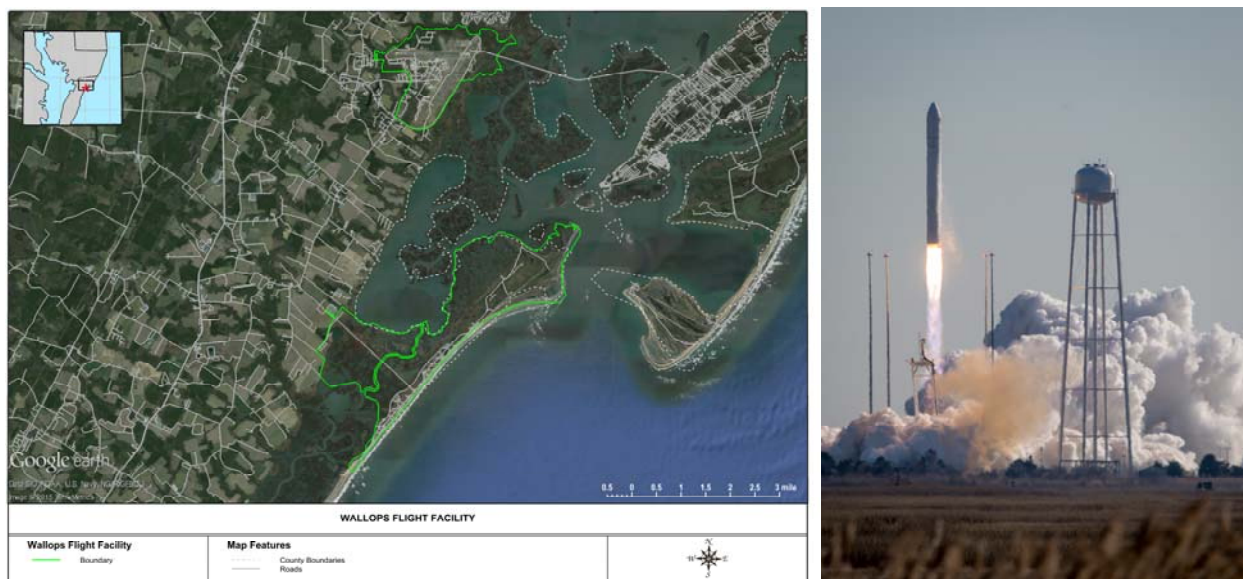 Google earth
0.5 0 0.5 1 1.5 2 2.5 3 mile
WALLOPS FLIGHT FACILITY
Wallops Flight Facility
Boundary
Map Features
County Boundaries
Roads
N
W E
S